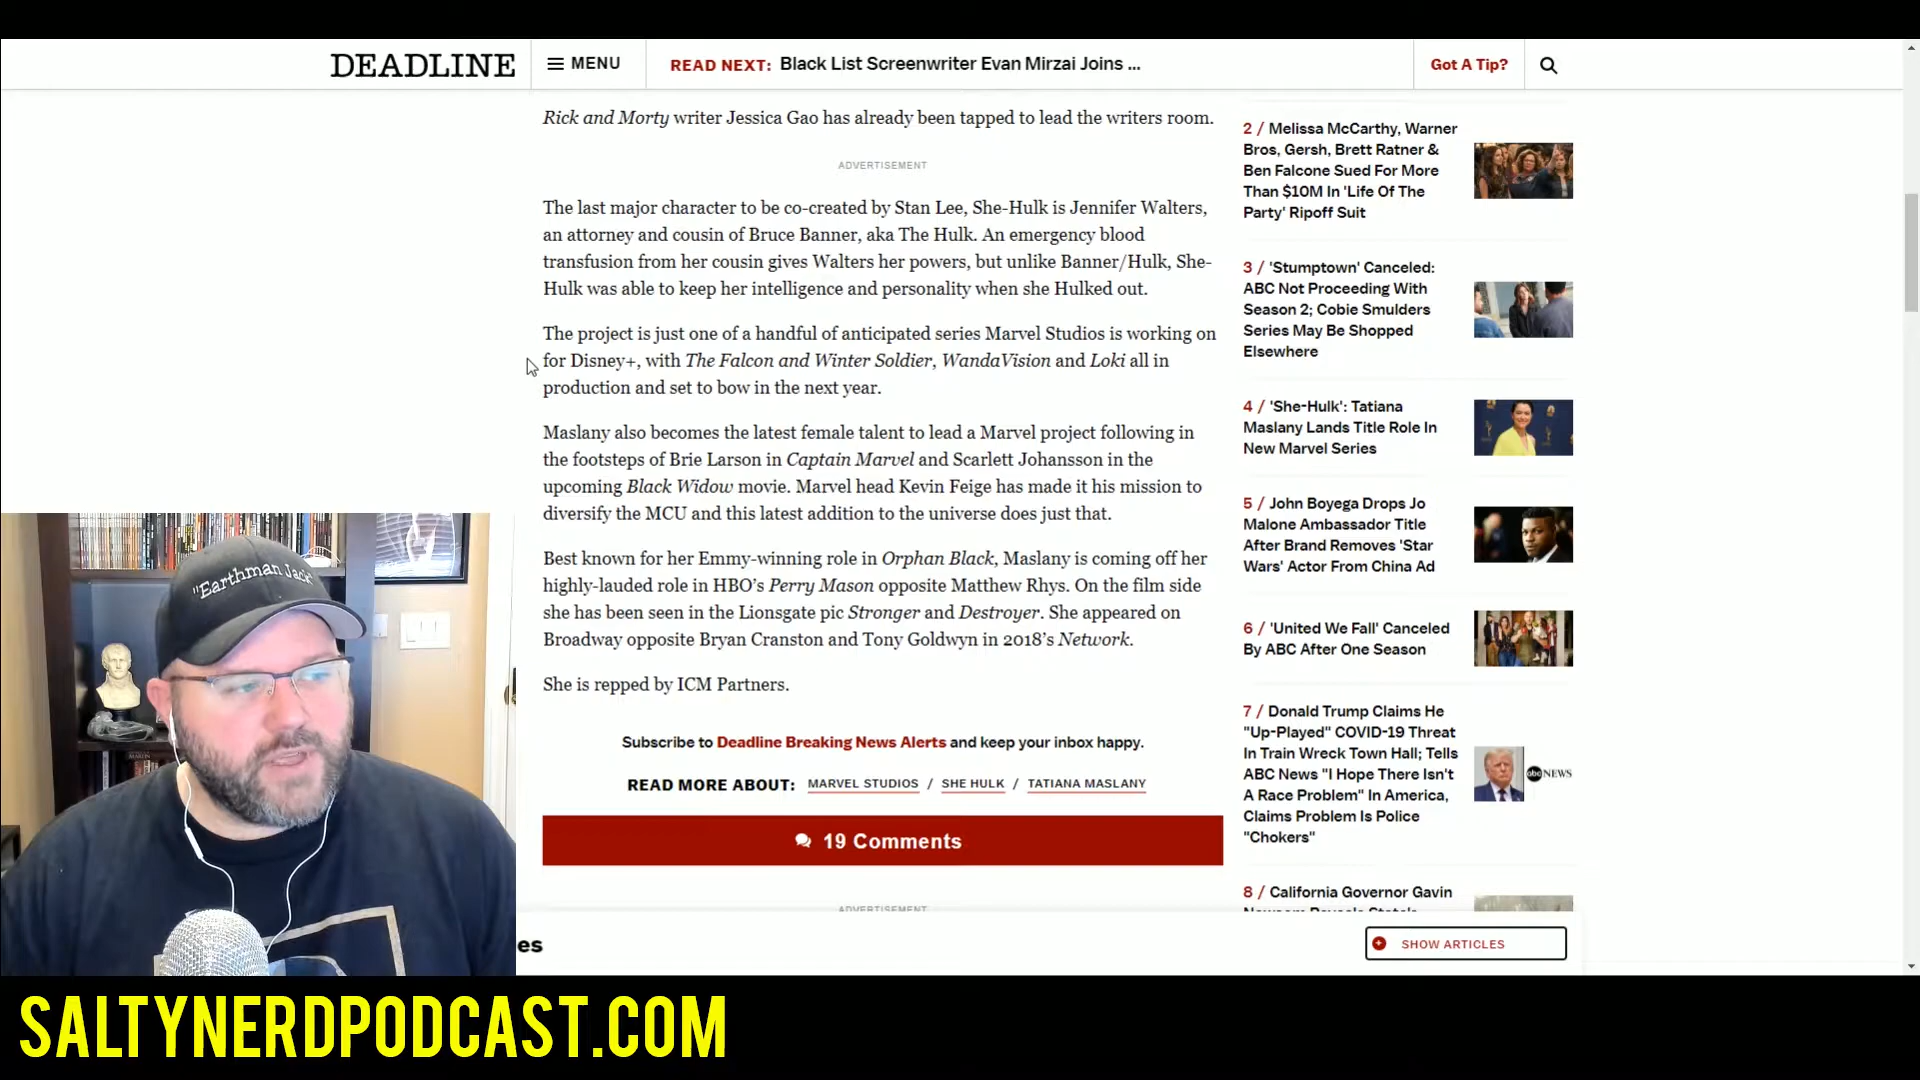 DEADLINE
MENU
READ NEXT: Black List Screenwriter Evan Mirzai Joins ...
Got A Tip?
Rick and Morty writer Jessica Gao has already been tapped to lead the writers room.
ADVERTISEMENT
The last major character to be co-created by Stan Lee, She-Hulk is Jennifer Walters,
an attorney and cousin of Bruce Banner, aka The Hulk. An emergency blood
transfusion from her cousin gives Walters her powers, but unlike Banner/Hulk, She-
Hulk was able to keep her intelligence and personality when she Hulked out.
The project is just one of a handful of anticipated series Marvel Studios is working on
for Disney+, with The Falcon and Winter Soldier, WandaVision and Loki all in
production and set to bow in the next year.
Maslany also becomes the latest female talent to lead a Marvel project following in
the footsteps of Brie Larson in Captain Marvel and Scarlett Johansson in the
upcoming Black Widow movie. Marvel head Kevin Feige has made it his mission to
diversify the MCU and this latest addition to the universe does just that.
Best known for her Emmy-winning role in Orphan Black, Maslany is coming off her
highly-lauded role in HBO's Perry Mason opposite Matthew Rhys. On the film side
she has been seen in the Lionsgate pic Stronger and Destroyer. She appeared on
Broadway opposite Bryan Cranston and Tony Goldwyn in 2018's Network.
She is repped by ICM Partners.
Subscribe to Deadline Breaking News Alerts and keep your inbox happy.
READ MORE ABOUT: MARVEL STUDIOS / SHE HULK / TATIANA MASLANY
19 Comments
ADVERTISEMENT
2 / Melissa McCarthy, Warner
Bros, Gersh, Brett Ratner &
Ben Falcone Sued For More
Than $10M In 'Life Of The
Party' Ripoff Suit
3 / 'Stumptown' Canceled:
ABC Not Proceeding With
Season 2; Cobie Smulders
Series May Be Shopped
Elsewhere
4 / 'She-Hulk': Tatiana
Maslany Lands Title Role In
New Marvel Series
5 / John Boyega Drops Jo
Malone Ambassador Title
After Brand Removes 'Star
Wars' Actor From China Ad
6 / 'United We Fall' Canceled
By ABC After One Season
7 / Donald Trump Claims He
"Up-Played" COVID-19 Threat
In Train Wreck Town Hall; Tells
ABC News "I Hope There Isn't
A Race Problem" In America,
Claims Problem Is Police
"Chokers"
abc NEWS
8 / California Governor Gavin
es
SHOW ARTICLES
"Earthman Jack"
SALTYNERDPODCAST.COM